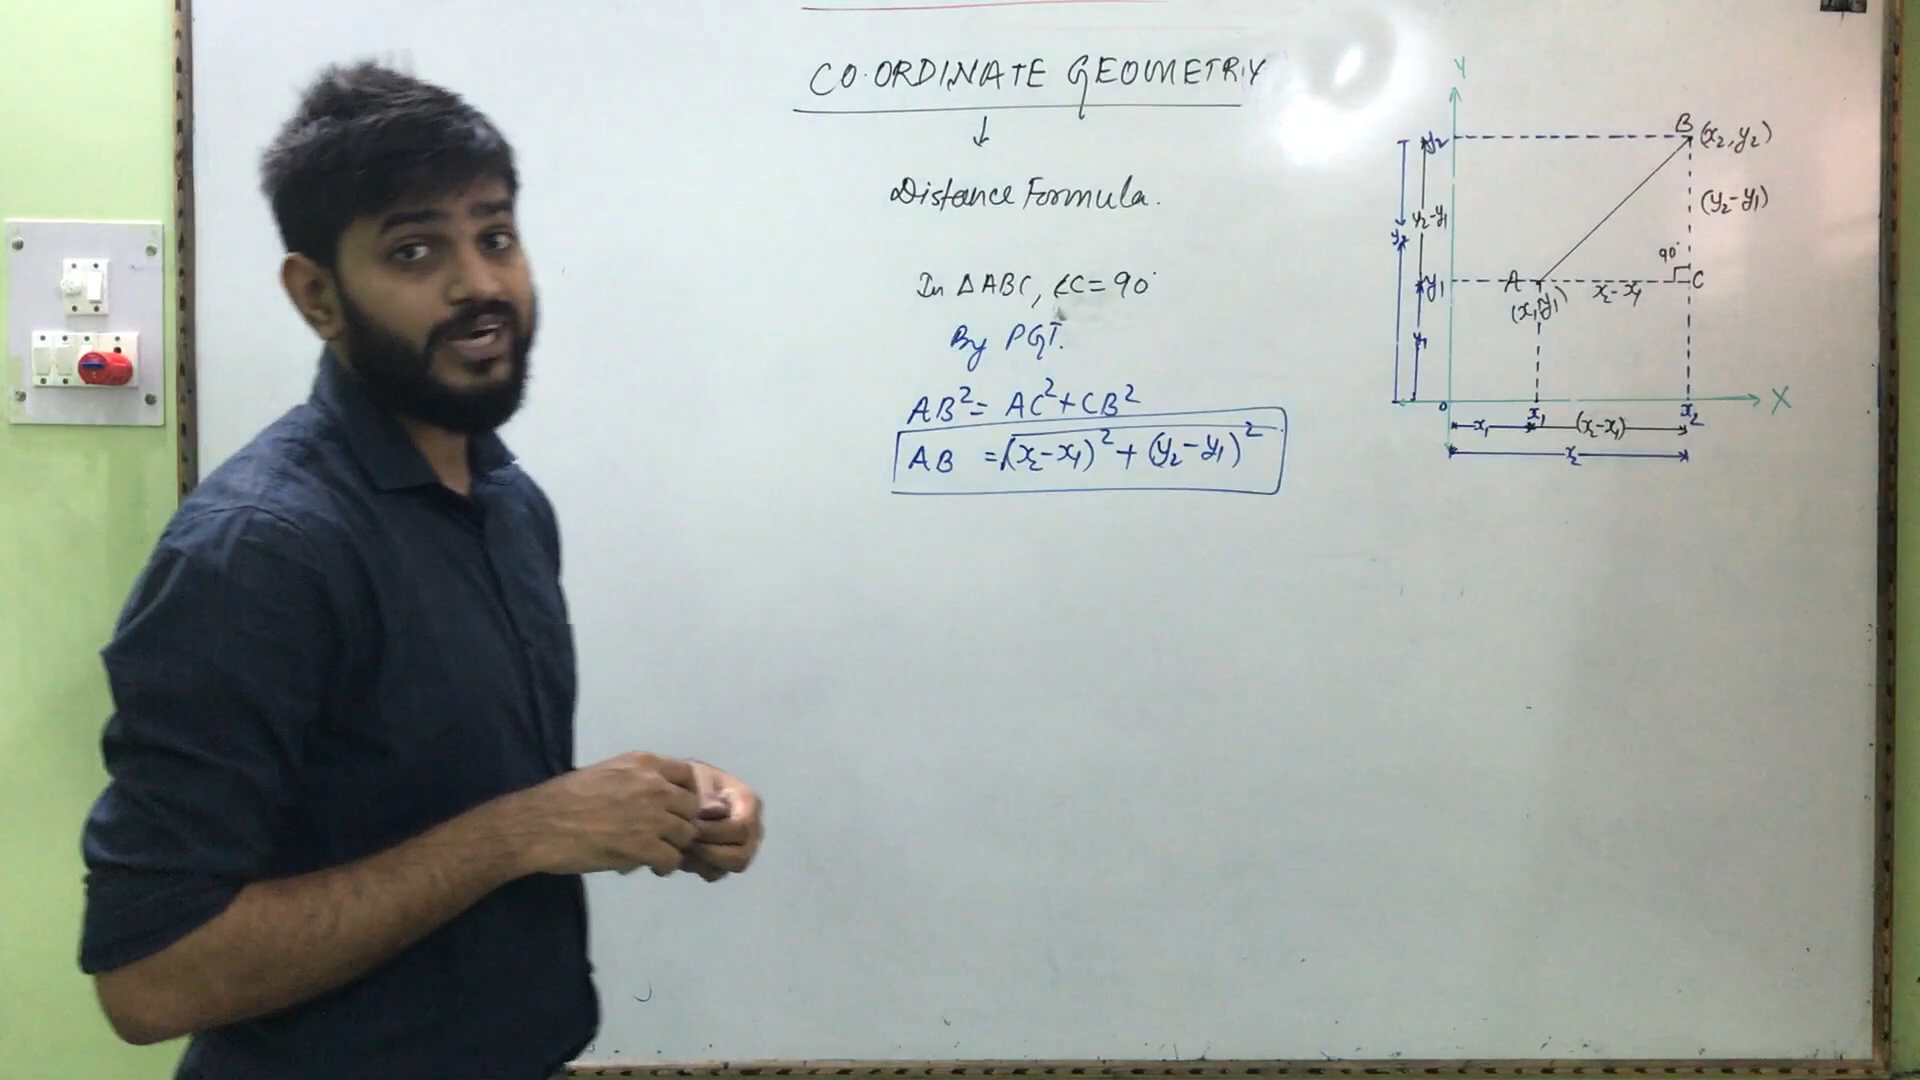 CO.ORDINATE GEOMETRY
↓
Distance Formula.
In ΔABC, ∠C = 90°
By PGT.
AB² = AC² + CB²
AB = √(x₂-x₁)² + (y₂-y₁)²
Y
B (x₂, y₂)
y₂
(y₂-y₁)
y₂-y₁
y₂
90°
y₁
A
C
x₂-x₁
(x₁, y₁)
y₁
O
x₁
x₂
X
x₁
(x₂-x₁)
x₂